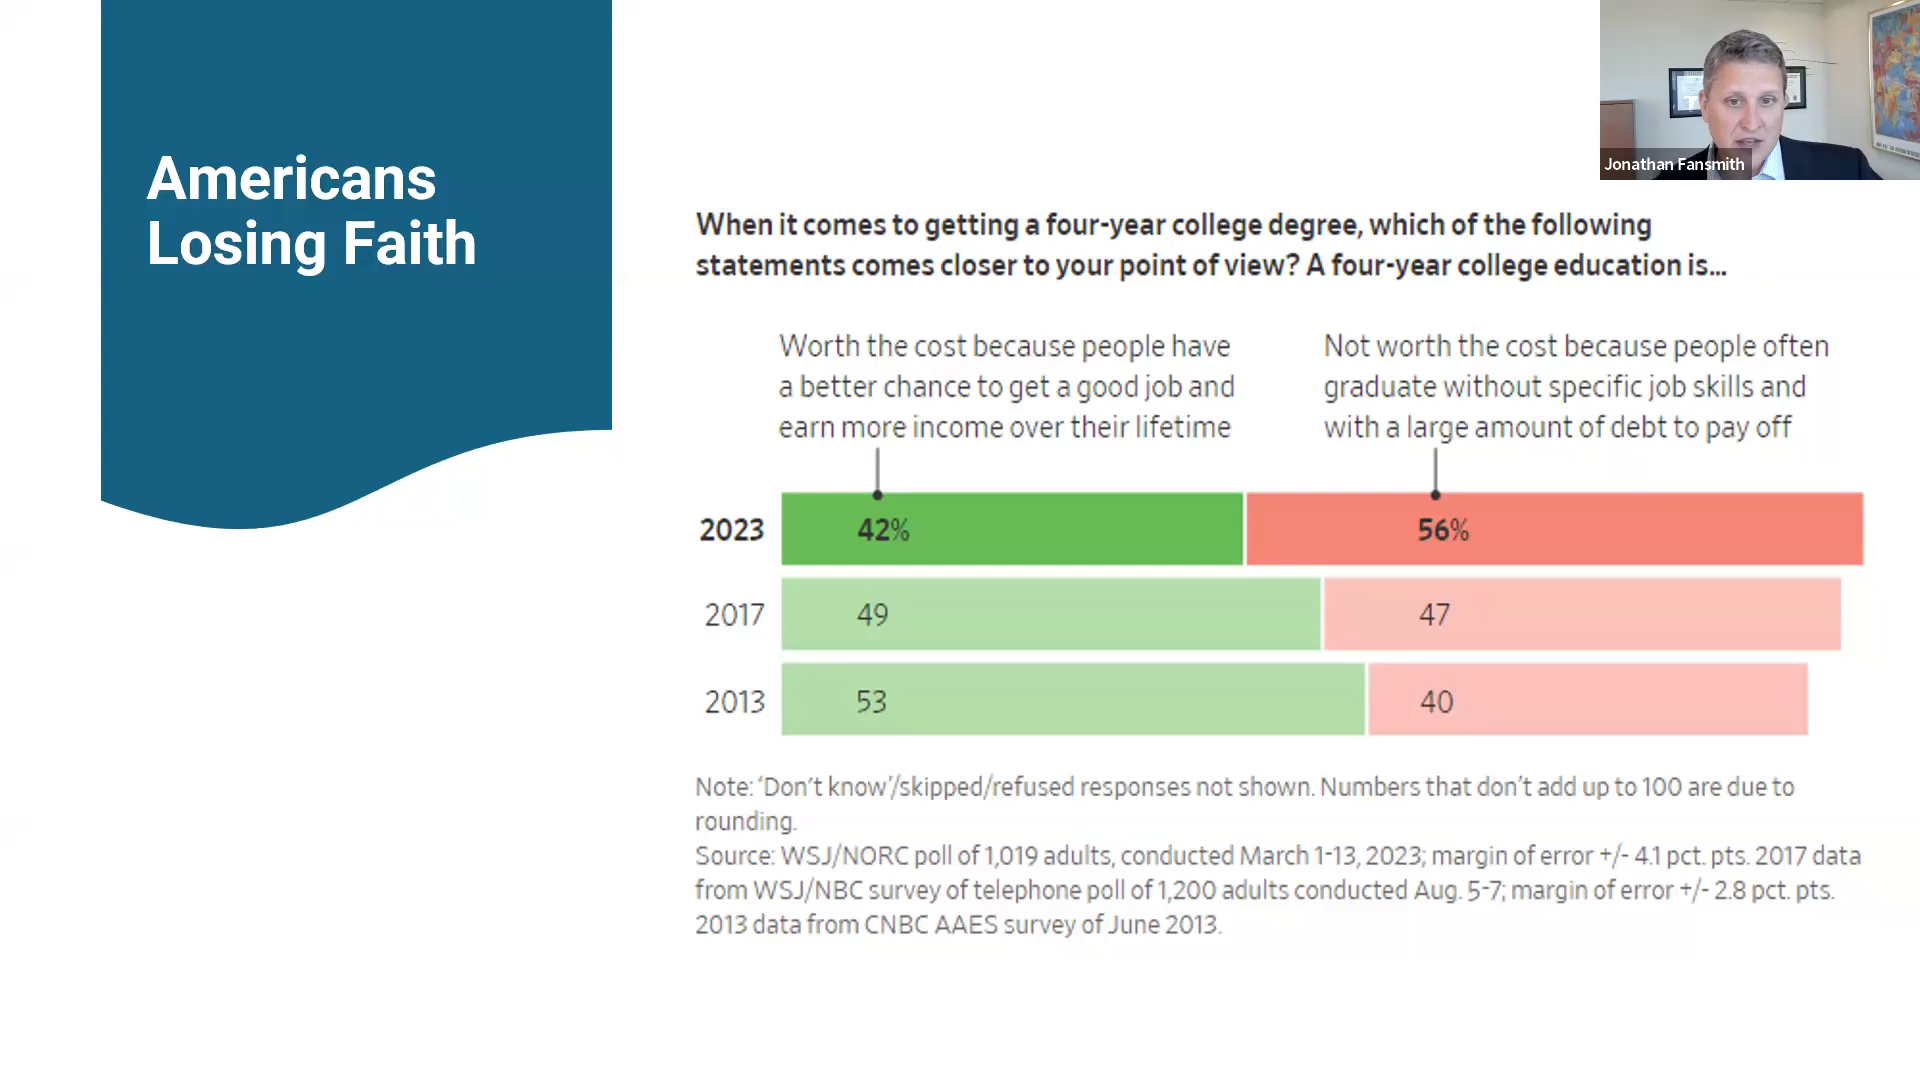 Americans
Losing Faith
Jonathan Fansmith
When it comes to getting a four-year college degree, which of the following
statements comes closer to your point of view? A four-year college education is...
Worth the cost because people have
a better chance to get a good job and
earn more income over their lifetime
Not worth the cost because people often
graduate without specific job skills and
with a large amount of debt to pay off
2023 42% 56%
2017 49 47
2013 53 40
Note: ‘Don’t know’/skipped/refused responses not shown. Numbers that don’t add up to 100 are due to
rounding.
Source: WSJ/NORC poll of 1,019 adults, conducted March 1-13, 2023; margin of error +/- 4.1 pct. pts. 2017 data
from WSJ/NBC survey of telephone poll of 1,200 adults conducted Aug. 5-7; margin of error +/- 2.8 pct. pts.
2013 data from CNBC AAES survey of June 2013.